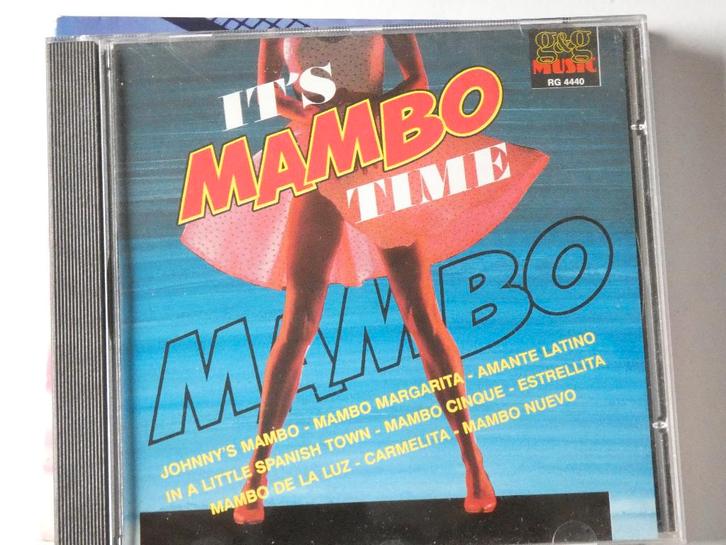 g&g
MUSIC
RG 4440
IT'S
MAMBO
TIME
MAMBO
JOHNNY'S MAMBO - MAMBO MARGARITA - AMANTE LATINO
IN A LITTLE SPANISH TOWN - MAMBO CINQUE - ESTRELLITA
MAMBO DE LA LUZ - CARMELITA - MAMBO NUEVO